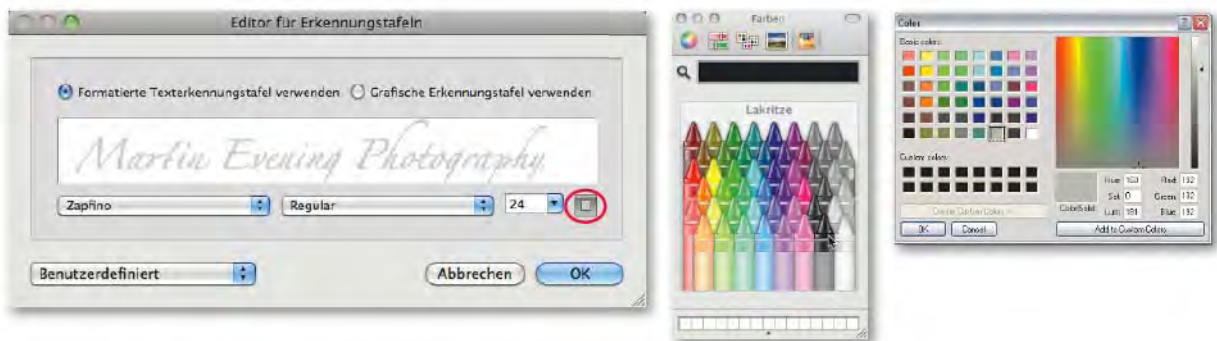 Editor für Erkennungstafeln
Formatierte Texterkennungstafel verwenden Grafische Erkennungstafel verwenden
Martin Evening Photography
Zapfino Regular 24
Benutzerdefiniert Abbrechen OK
Farben
Lakritze
Color
Basic colors:
Custom colors:
Hue: 160 Red: 192
Sat: 0 Green: 192
Color|Solid Lum: 181 Blue: 192
Define Custom Colors >>
OK Cancel Add to Custom Colors